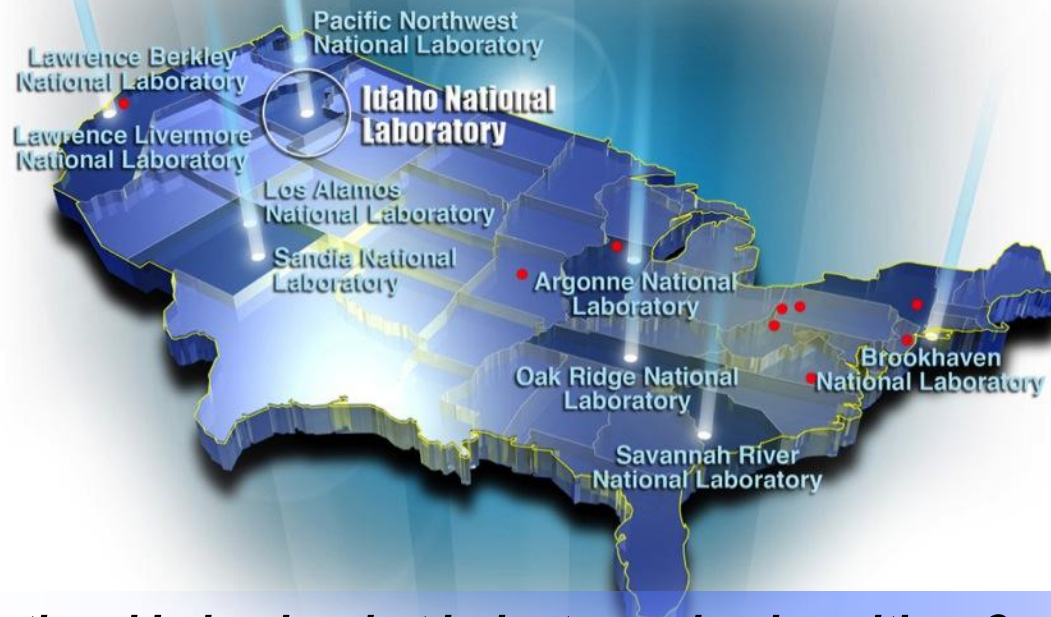 Pacific Northwest
National Laboratory
Lawrence Berkley
National Laboratory
Idaho National
Laboratory
Lawrence Livermore
National Laboratory
Los Alamos
National Laboratory
Sandia National
Laboratory
Argonne National
Laboratory
Brookhaven
National Laboratory
Oak Ridge National
Laboratory
Savannah River
National Laboratory